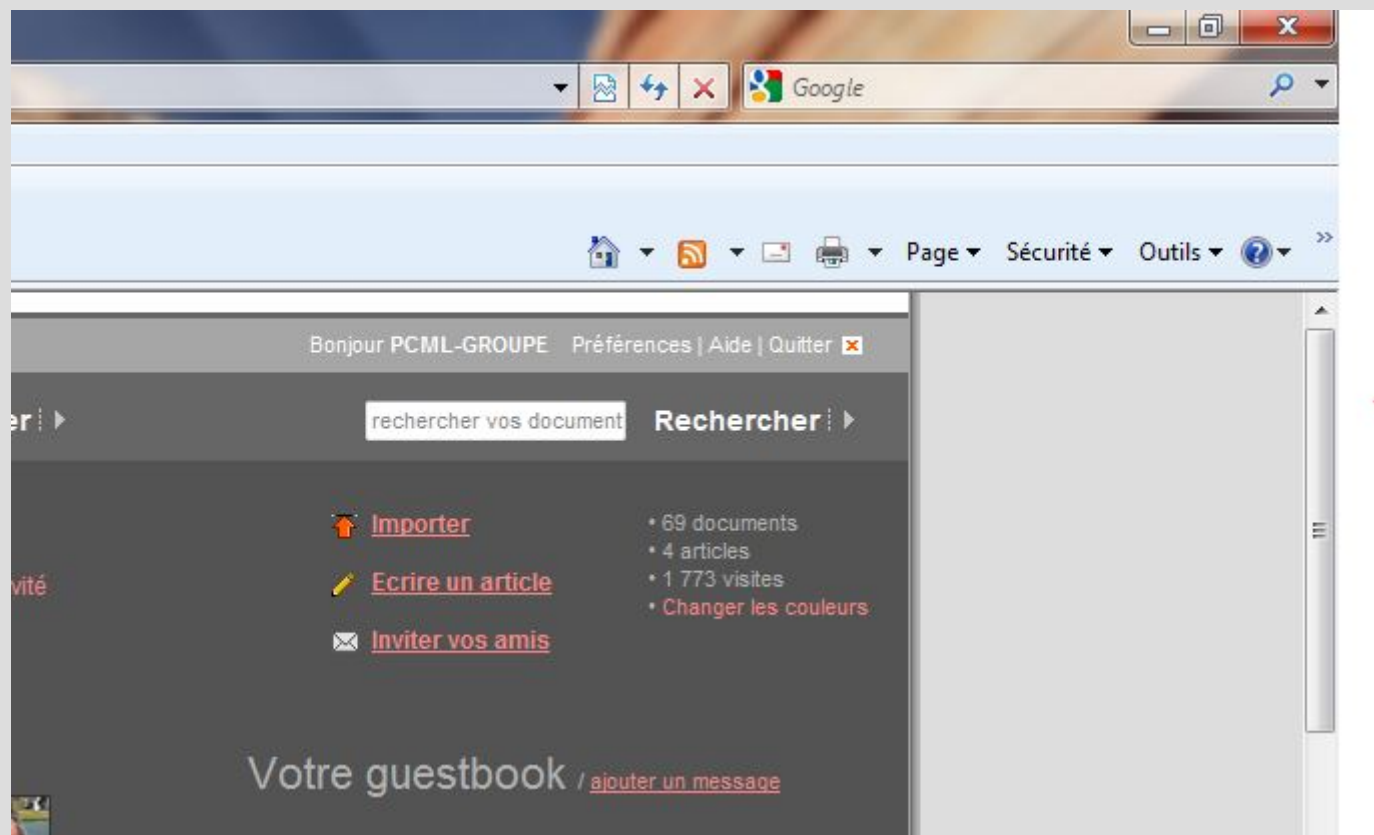 Google
Page Sécurité Outils
Bonjour PCML-GROUPE Préférences | Aide | Quitter
er rechercher vos document Rechercher
Importer
• 69 documents
• 4 articles
vité Ecrire un article
• 1 773 visites
• Changer les couleurs
Inviter vos amis
Votre guestbook / ajouter un message